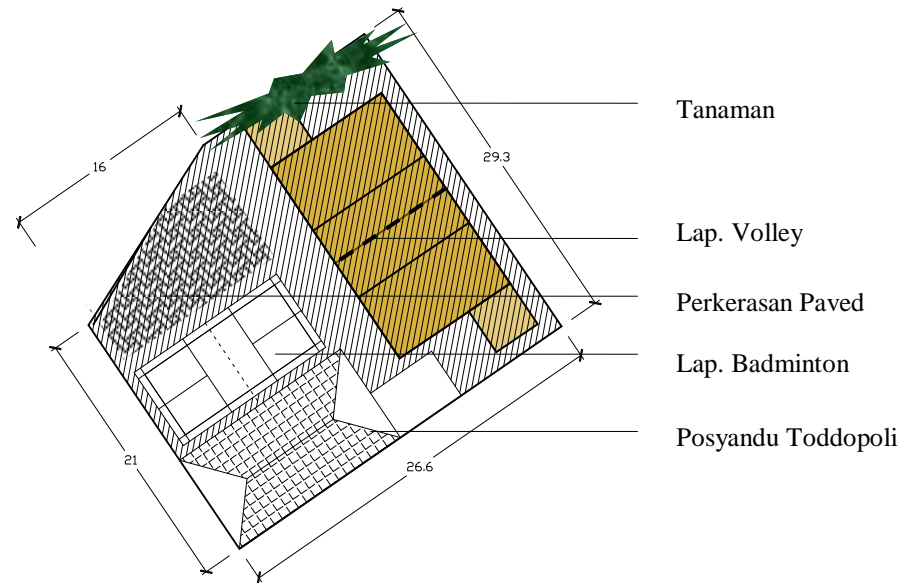 Tanaman
16
29.3
Lap. Volley
Perkerasan Paved
Lap. Badminton
Posyandu Toddopoli
21
26.6